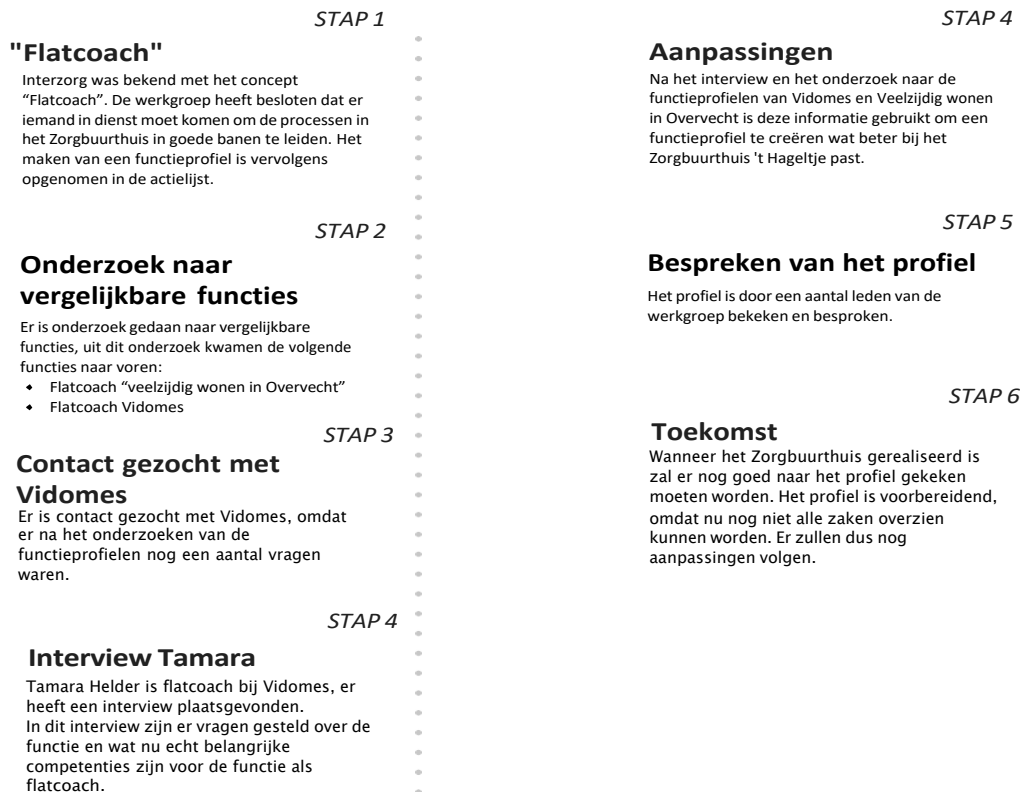 STAP 1
"Flatcoach"
Interzorg was bekend met het concept
“Flatcoach”. De werkgroep heeft besloten dat er
iemand in dienst moet komen om de processen in
het Zorgbuurthuis in goede banen te leiden. Het
maken van een functieprofiel is vervolgens
opgenomen in de actielijst.
STAP 2
Onderzoek naar
vergelijkbare functies
Er is onderzoek gedaan naar vergelijkbare
functies, uit dit onderzoek kwamen de volgende
functies naar voren:
◆ Flatcoach “veelzijdig wonen in Overvecht”
◆ Flatcoach Vidomes
STAP 3
Contact gezocht met
Vidomes
Er is contact gezocht met Vidomes, omdat
er na het onderzoeken van de
functieprofielen nog een aantal vragen
waren.
STAP 4
Interview Tamara
Tamara Helder is flatcoach bij Vidomes, er
heeft een interview plaatsgevonden.
In dit interview zijn er vragen gesteld over de
functie en wat nu echt belangrijke
competenties zijn voor de functie als
flatcoach.
STAP 4
Aanpassingen
Na het interview en het onderzoek naar de
functieprofielen van Vidomes en Veelzijdig wonen
in Overvecht is deze informatie gebruikt om een
functieprofiel te creëren wat beter bij het
Zorgbuurthuis 't Hageltje past.
STAP 5
Bespreken van het profiel
Het profiel is door een aantal leden van de
werkgroep bekeken en besproken.
STAP 6
Toekomst
Wanneer het Zorgbuurthuis gerealiseerd is
zal er nog goed naar het profiel gekeken
moeten worden. Het profiel is voorbereidend,
omdat nu nog niet alle zaken overzien
kunnen worden. Er zullen dus nog
aanpassingen volgen.